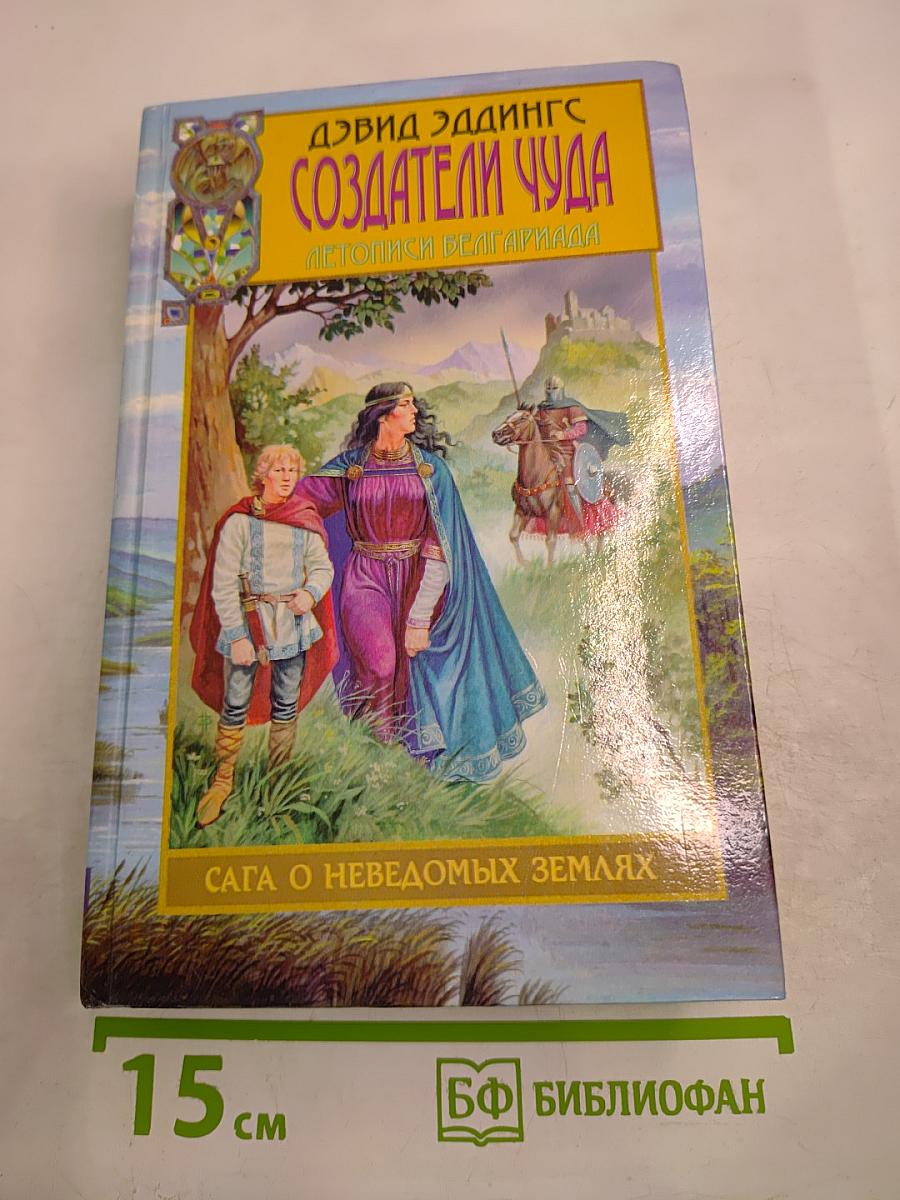 ДЭВИД ЭДДИНГС
СОЗДАТЕЛИ ЧУДА
ЛЕТОПИСИ БЕЛГАРИАДА
САГА О НЕВЕДОМЫХ ЗЕМЛЯХ
15 см
БФ БИБЛИОФАН